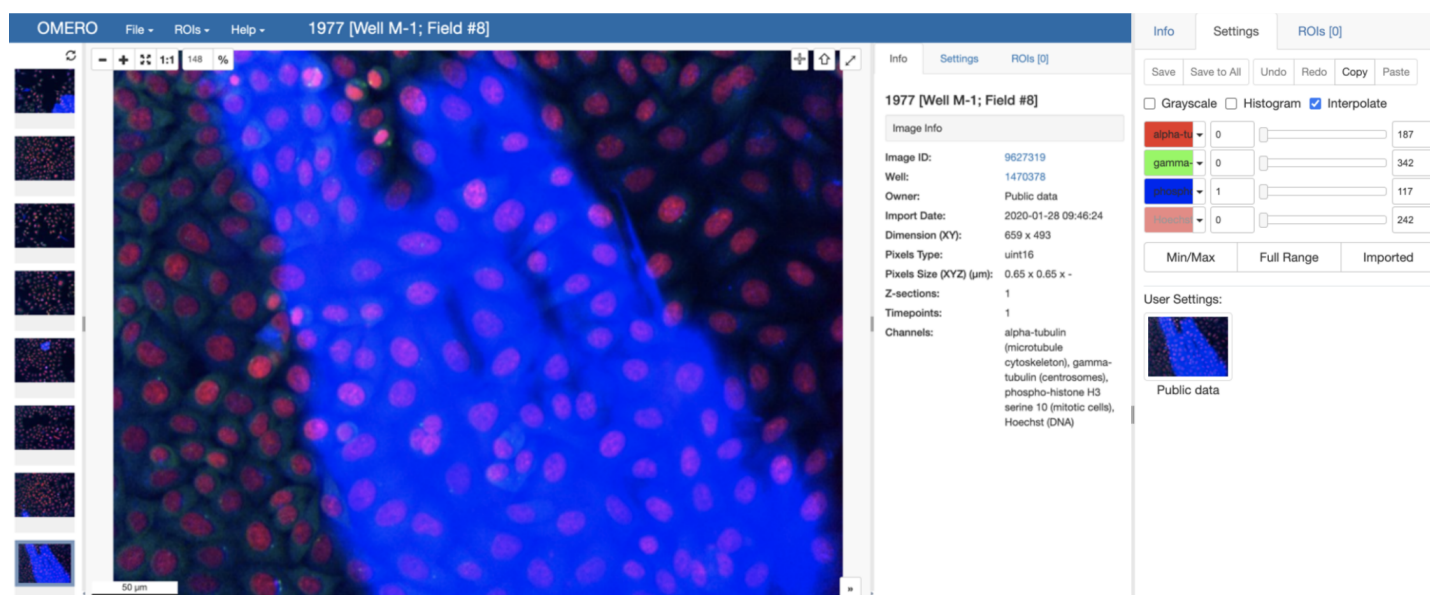 OMERO File ROIs Help 1977 [Well M-1; Field #8]
1:1 148 %
50 µm
»
Info Settings ROIs [0]
1977 [Well M-1; Field #8]
Image Info
Image ID: 9627319
Well: 1470378
Owner: Public data
Import Date: 2020-01-28 09:46:24
Dimension (XY): 659 x 493
Pixels Type: uint16
Pixels Size (XYZ) (µm): 0.65 x 0.65 x -
Z-sections: 1
Timepoints: 1
Channels: alpha-tubulin
(microtubule
cytoskeleton), gamma-
tubulin (centrosomes),
phospho-histone H3
serine 10 (mitotic cells),
Hoechst (DNA)
Info Settings ROIs [0]
Save Save to All Undo Redo Copy Paste
Grayscale Histogram Interpolate
alpha-tu 0 187
gamma- 0 342
1 117
Hoechst 0 242
Min/Max Full Range Imported
User Settings:
Public data